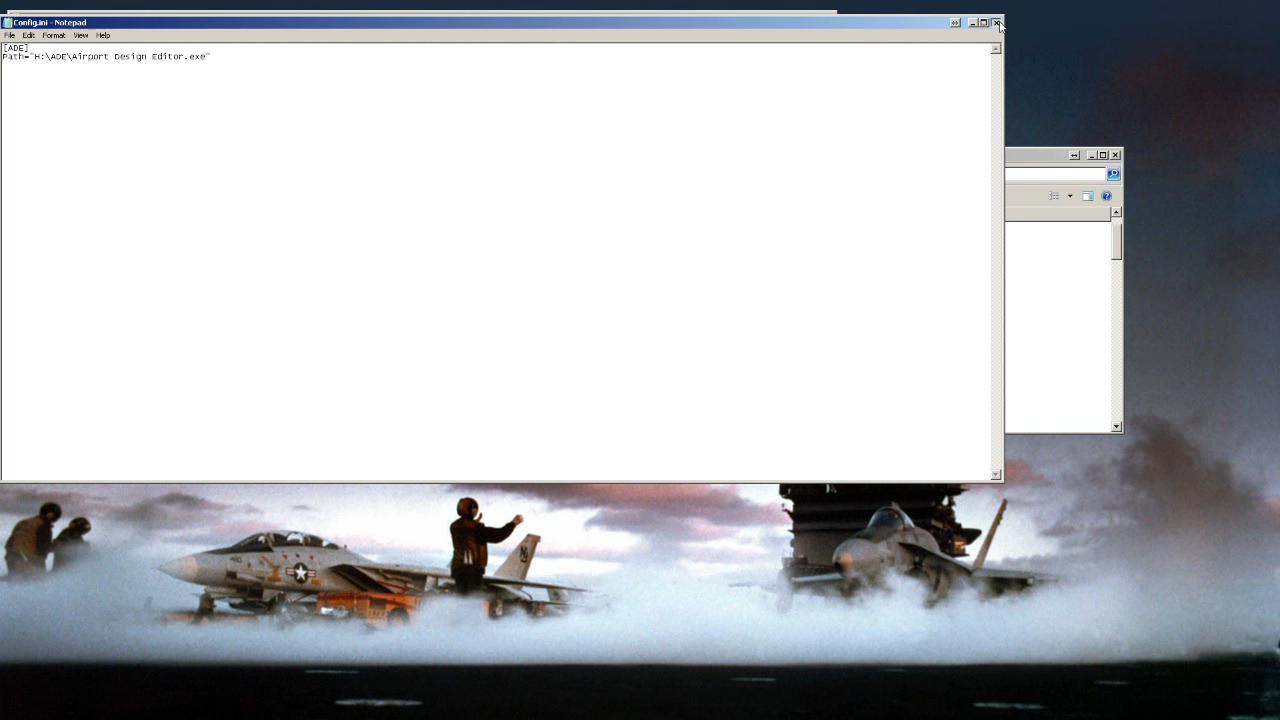 Config.ini - Notepad
File Edit Format View Help
[ADE]
Path="H:\ADE\Airport Design Editor.exe"